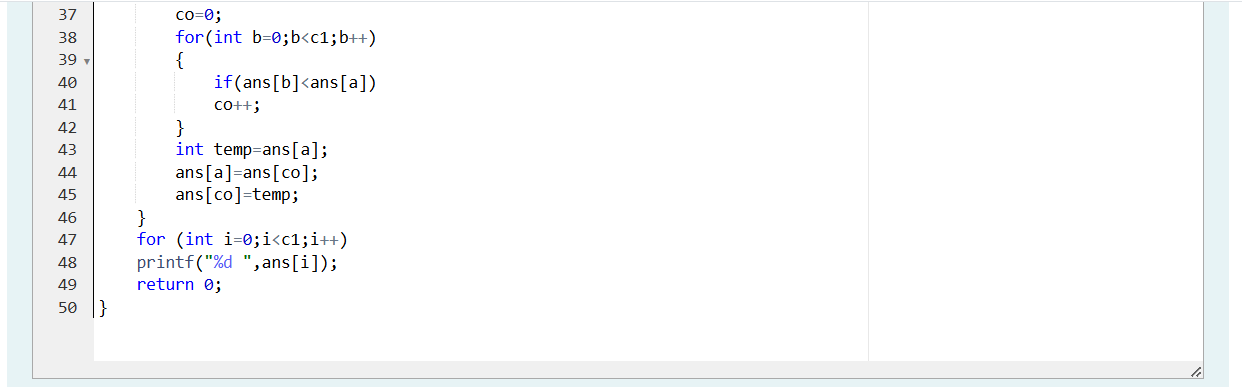 37 co=0;
38 for(int b=0;b<c1;b++)
39 {
40 if(ans[b]<ans[a])
41 co++;
42 }
43 int temp=ans[a];
44 ans[a]=ans[co];
45 ans[co]=temp;
46 }
47 for (int i=0;i<c1;i++)
48 printf("%d ",ans[i]);
49 return 0;
50 }